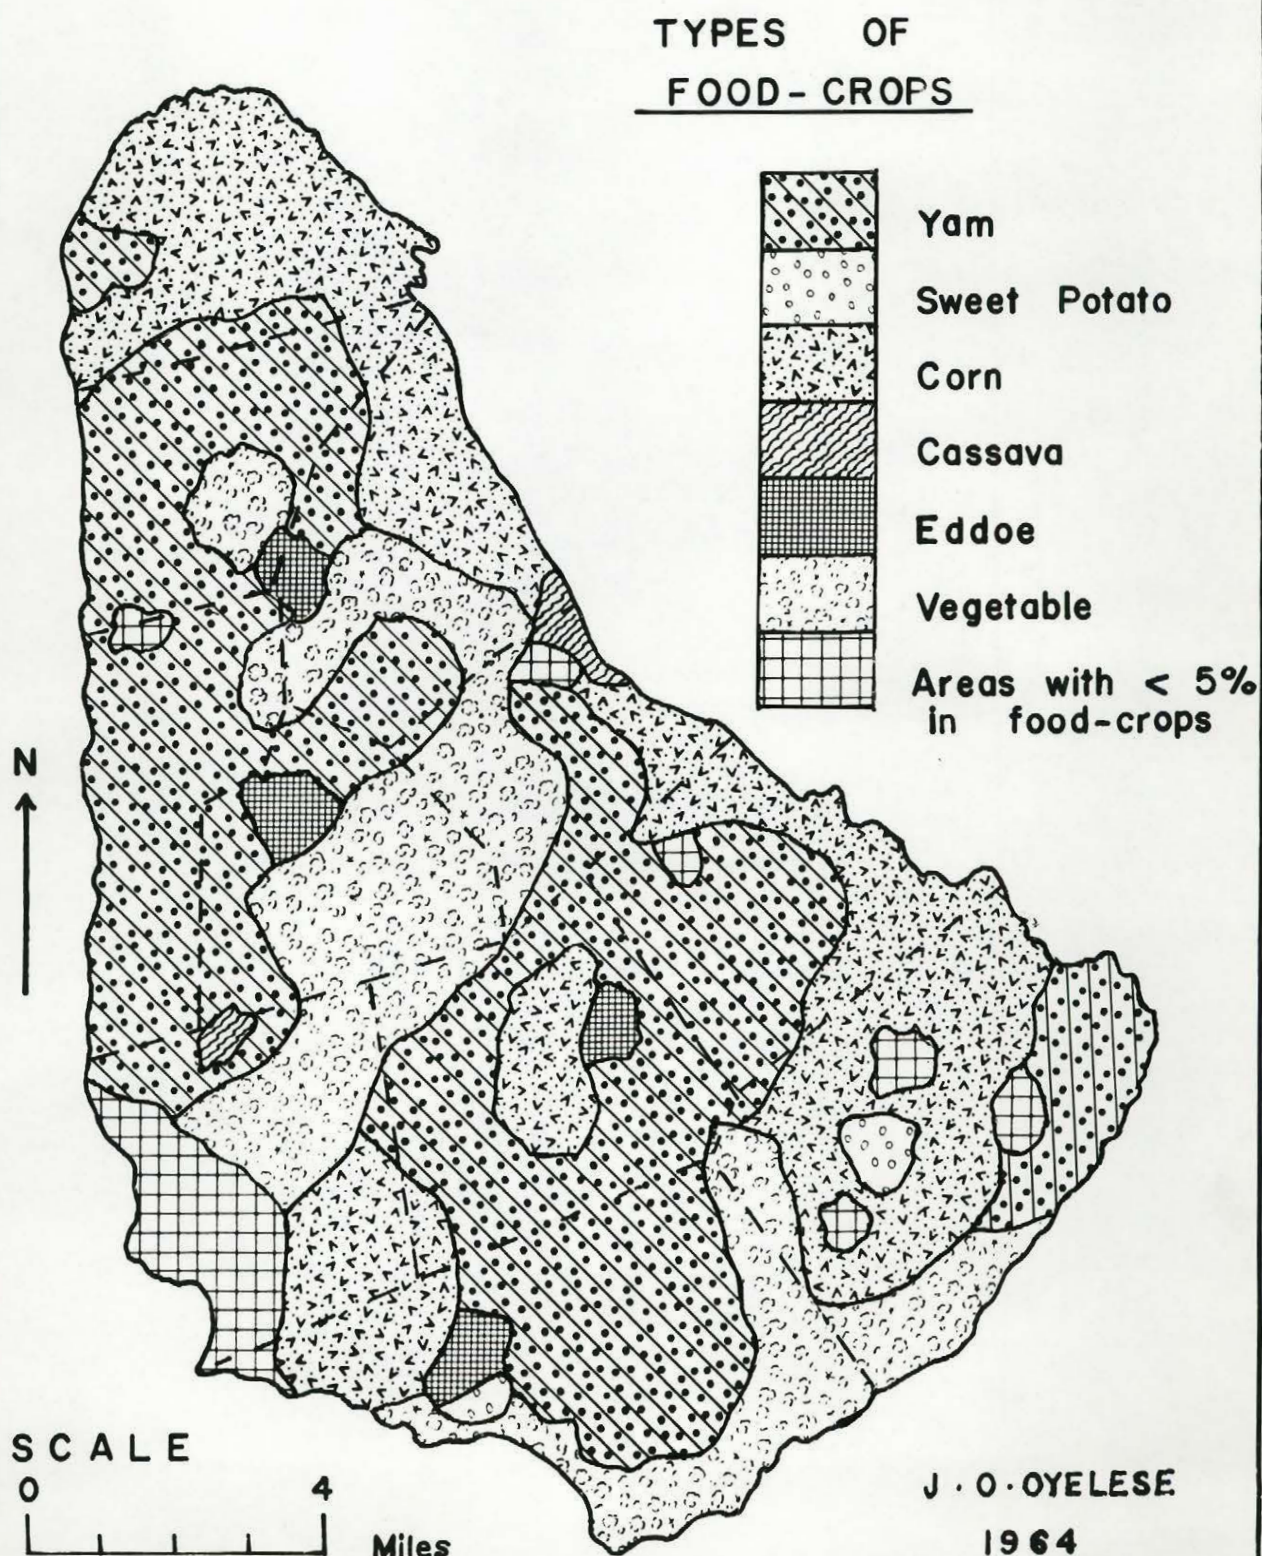 TYPES OF
FOOD-CROPS
Yam
Sweet Potato
Corn
Cassava
Eddoe
Vegetable
Areas with < 5%
in food-crops
N
SCALE
0 4
Miles
J.O.OYELESE
1964